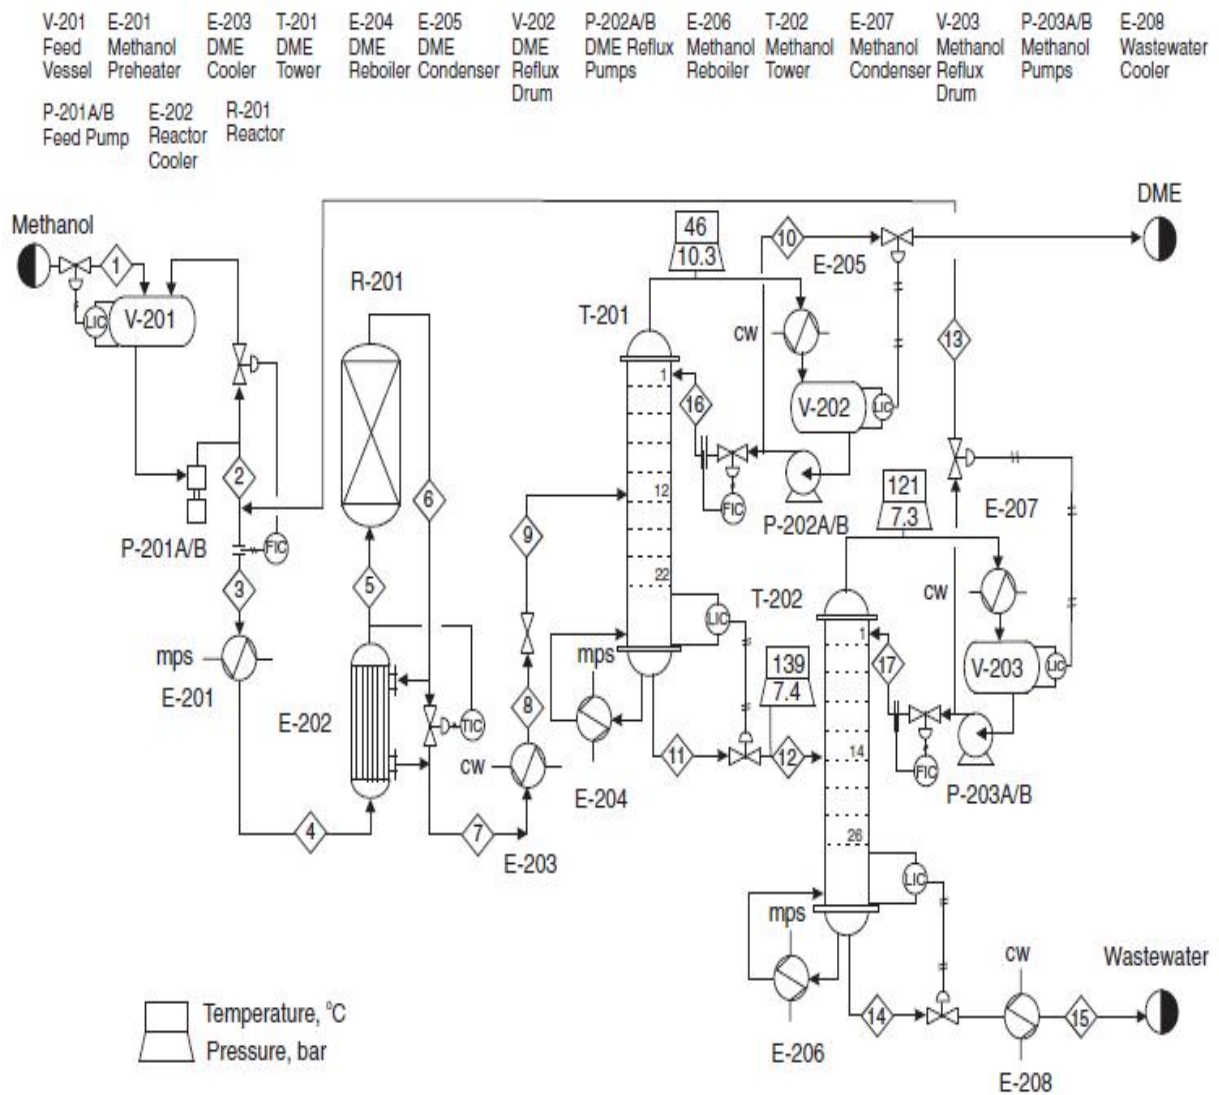 V-201 E-201 E-203 T-201 E-204 E-205 V-202 P-202A/B E-206 T-202 E-207 V-203 P-203A/B E-208
Feed Methanol DME DME DME DME DME DME Reflux Methanol Methanol Methanol Methanol Methanol Wastewater
Vessel Preheater Cooler Tower Reboiler Condenser Reflux Pumps Reboiler Tower Condenser Reflux Pumps Cooler
Drum Drum
P-201A/B E-202 R-201
Feed Pump Reactor Reactor
Cooler
DME
Methanol
46
10.3
10
E-205
1
R-201
V-201
LIC
T-201
cw
13
1
16
V-202
LIC
2
6
12
FIC
P-202A/B
121
7.3
E-207
9
P-201A/B
FIC
3
5
22
T-202
LIC
cw
mps
E-201
mps
139
7.4
1
17
V-203
LIC
E-202
TIC
8
cw
11
12
14
FIC
P-203A/B
E-204
4
7
E-203
26
LIC
mps
cw
Wastewater
14
15
E-206
E-208
Temperature, °C
Pressure, bar